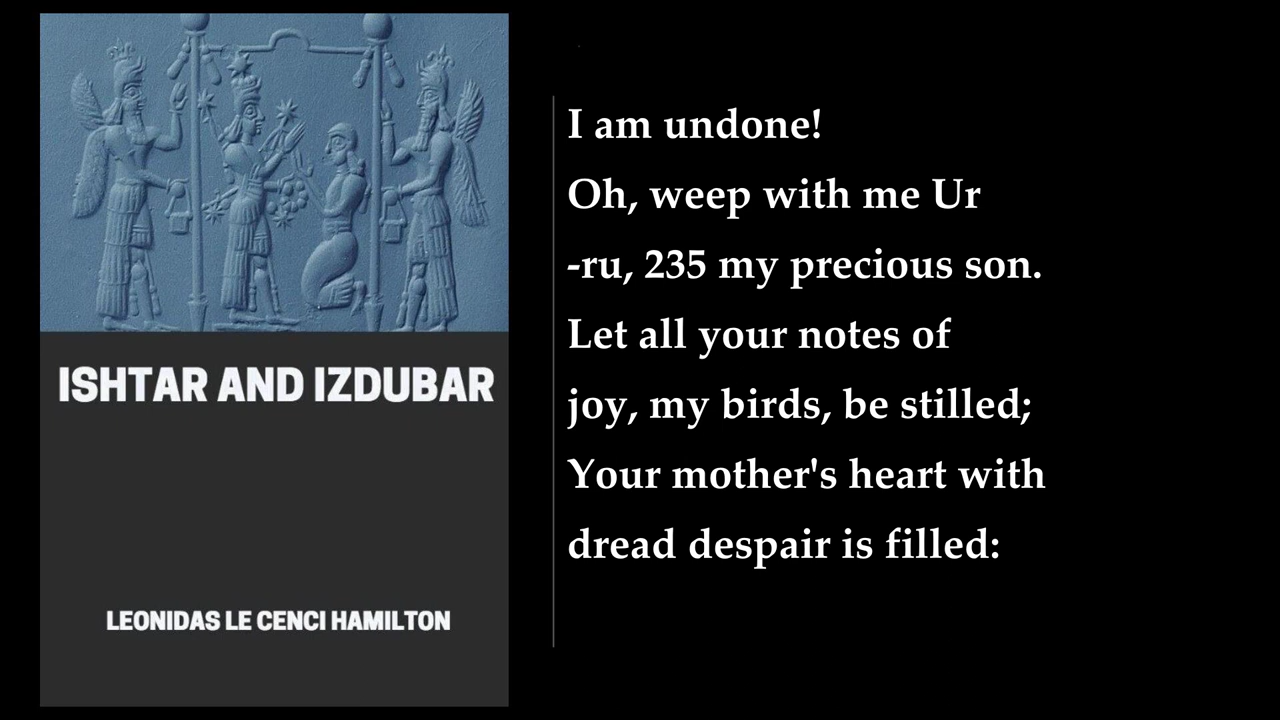 ISHTAR AND IZDUBAR
LEONIDAS LE CENCI HAMILTON
I am undone!
Oh, weep with me Ur
-ru, 235 my precious son.
Let all your notes of
joy, my birds, be stilled;
Your mother's heart with
dread despair is filled: